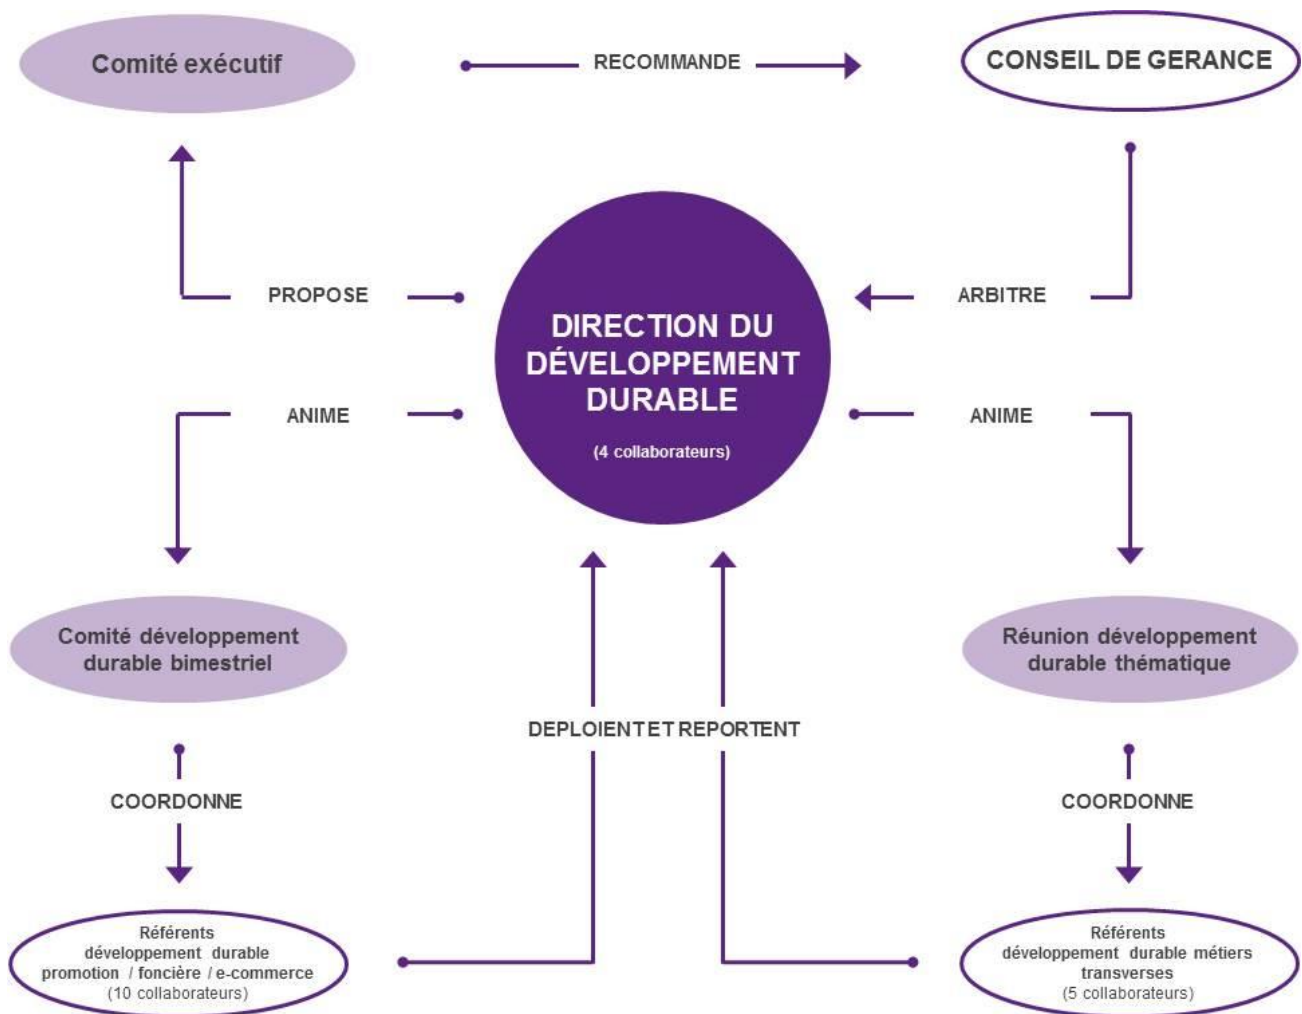 Comité exécutif
RECOMMANDE
CONSEIL DE GERANCE
PROPOSE
ARBITRE
DIRECTION DU
DÉVELOPPEMENT
DURABLE
(4 collaborateurs)
ANIME
ANIME
Comité développement
durable bimestriel
Réunion développement
durable thématique
DEPLOIENT ET REPORTENT
COORDONNE
COORDONNE
Référents
développement durable
promotion / foncière / e-commerce
(10 collaborateurs)
Référents
développement durable métiers
transverses
(5 collaborateurs)